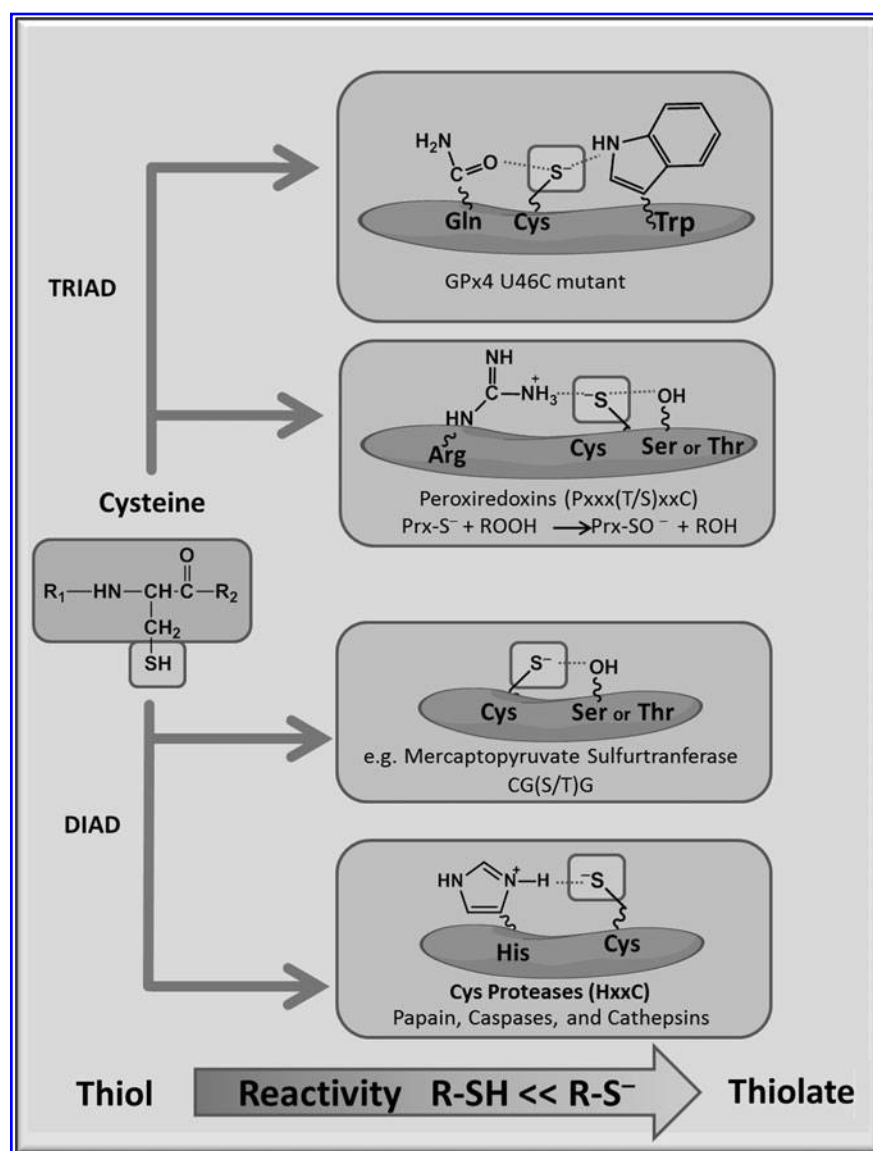 TRIAD
H₂N
C
O
S⁻
HN
Gln Cys Trp
GPx4 U46C mutant
NH
C
NH₃
+
HN
⁻S
OH
Arg Cys Ser or Thr
Peroxiredoxins (Pxxx(T/S)xxC)
Prx-S⁻ + ROOH → Prx-SO⁻ + ROH
Cysteine
O
R₁—HN—CH-C—R₂
CH₂
SH
S⁻
OH
Cys Ser or Thr
e.g. Mercaptopyruvate Sulfurtranferase
CG(S/T)G
DIAD
HN
N⁺—H
⁻S
His Cys
Cys Proteases (HxxC)
Papain, Caspases, and Cathepsins
Thiol Reactivity R-SH << R-S⁻ Thiolate